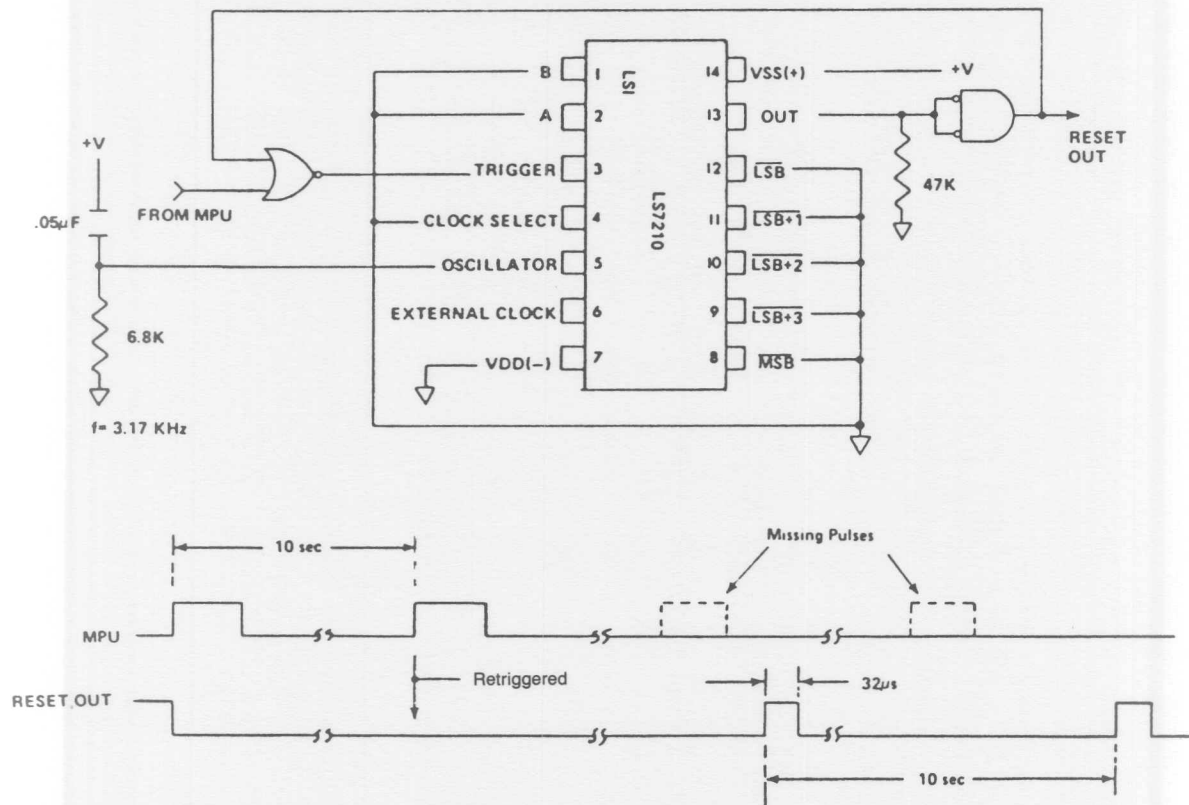 B
1
LSI
14
VSS(+)
+V
A
2
13
OUT
RESET
OUT
+V
TRIGGER
3
12
LSB
47K
FROM MPU
.05µF
CLOCK SELECT
4
LS7210
11
LSB+1
OSCILLATOR
5
10
LSB+2
EXTERNAL CLOCK
6
9
LSB+3
6.8K
VDD(−)
7
8
MSB
f= 3.17 KHz
10 sec
Missing Pulses
MPU
Retriggered
32µs
RESET OUT
10 sec